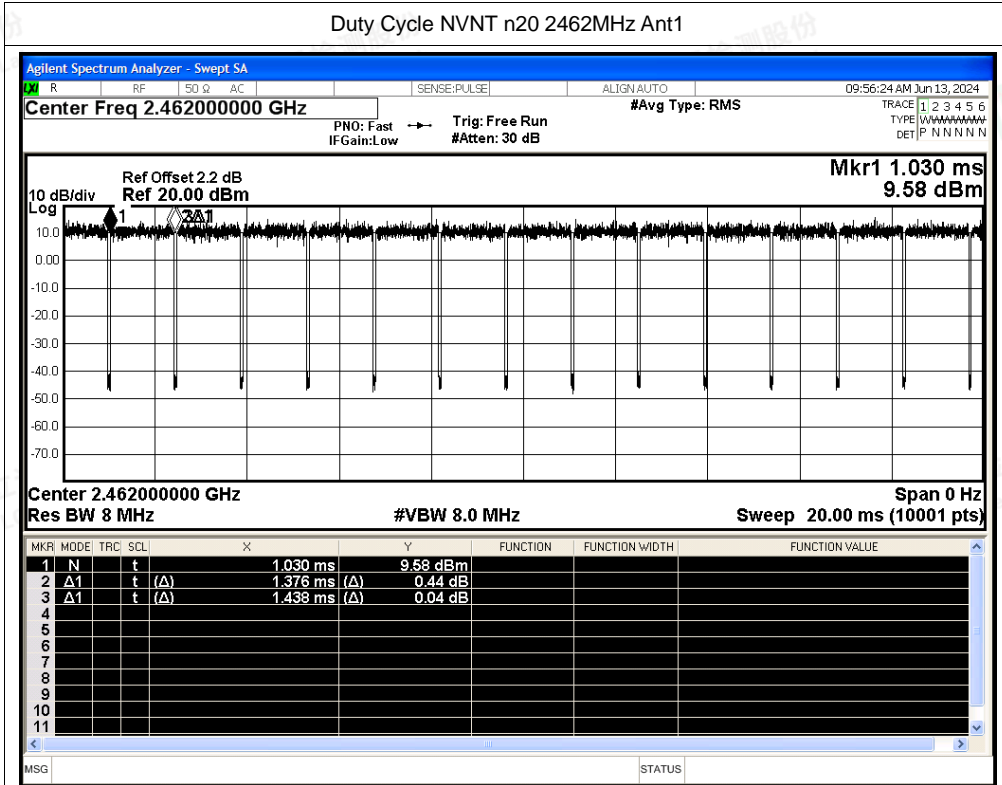 Duty Cycle NVNT n20 2462MHz Ant1
Agilent Spectrum Analyzer - Swept SA
LXI R RF 50 Ω AC SENSE:PULSE ALIGN AUTO 09:56:24 AM Jun 13, 2024
Center Freq 2.462000000 GHz #Avg Type: RMS TRACE 1 2 3 4 5 6
PNO: Fast Trig: Free Run TYPE WWWWWW
IFGain:Low #Atten: 30 dB DET P N N N N N
Mkr1 1.030 ms
Ref Offset 2.2 dB
10 dB/div Ref 20.00 dBm 9.58 dBm
Log
1 3Δ1
10.0
0.00
-10.0
-20.0
-30.0
-40.0
-50.0
-60.0
-70.0
Center 2.462000000 GHz Span 0 Hz
Res BW 8 MHz #VBW 8.0 MHz Sweep 20.00 ms (10001 pts)
MKR MODE TRC SCL X Y FUNCTION FUNCTION WIDTH FUNCTION VALUE
1 N t 1.030 ms 9.58 dBm
2 Δ1 t (Δ) 1.376 ms (Δ) 0.44 dB
3 Δ1 t (Δ) 1.438 ms (Δ) 0.04 dB
4
5
6
7
8
9
10
11
MSG STATUS